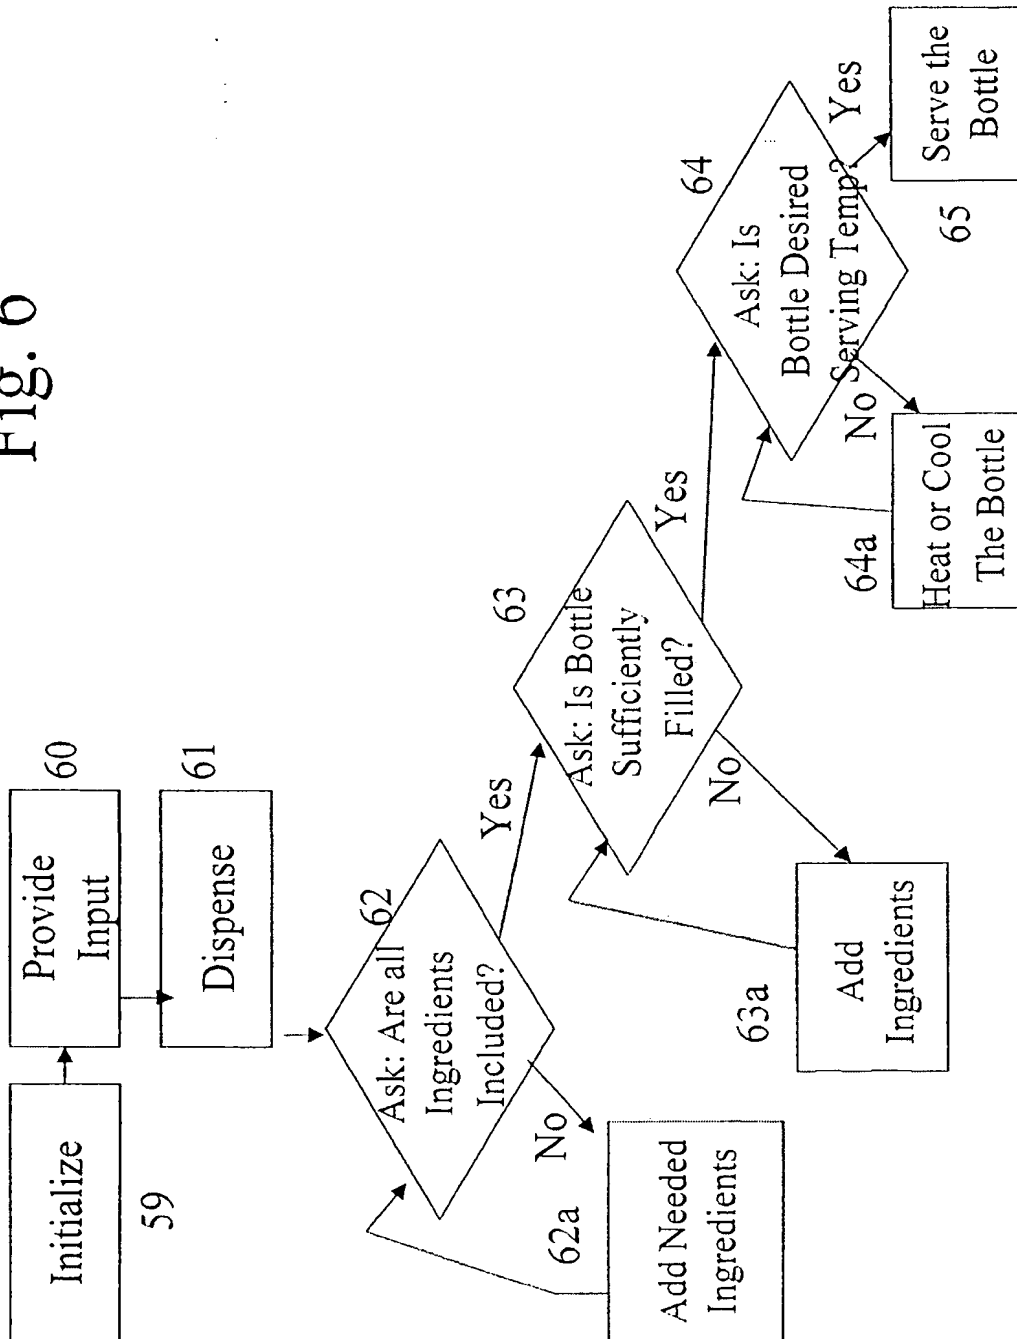 Fig. 6
Initialize
59
Provide
Input
60
Dispense
61
Ask: Are all
Ingredients
Included?
62
No
Yes
62a
Add Needed
Ingredients
Ask: Is Bottle
Sufficiently
Filled?
63
No
Yes
63a
Add
Ingredients
Ask: Is
Bottle Desired
Serving Temp?
64
No
Yes
64a
Heat or Cool
The Bottle
65
Serve the
Bottle